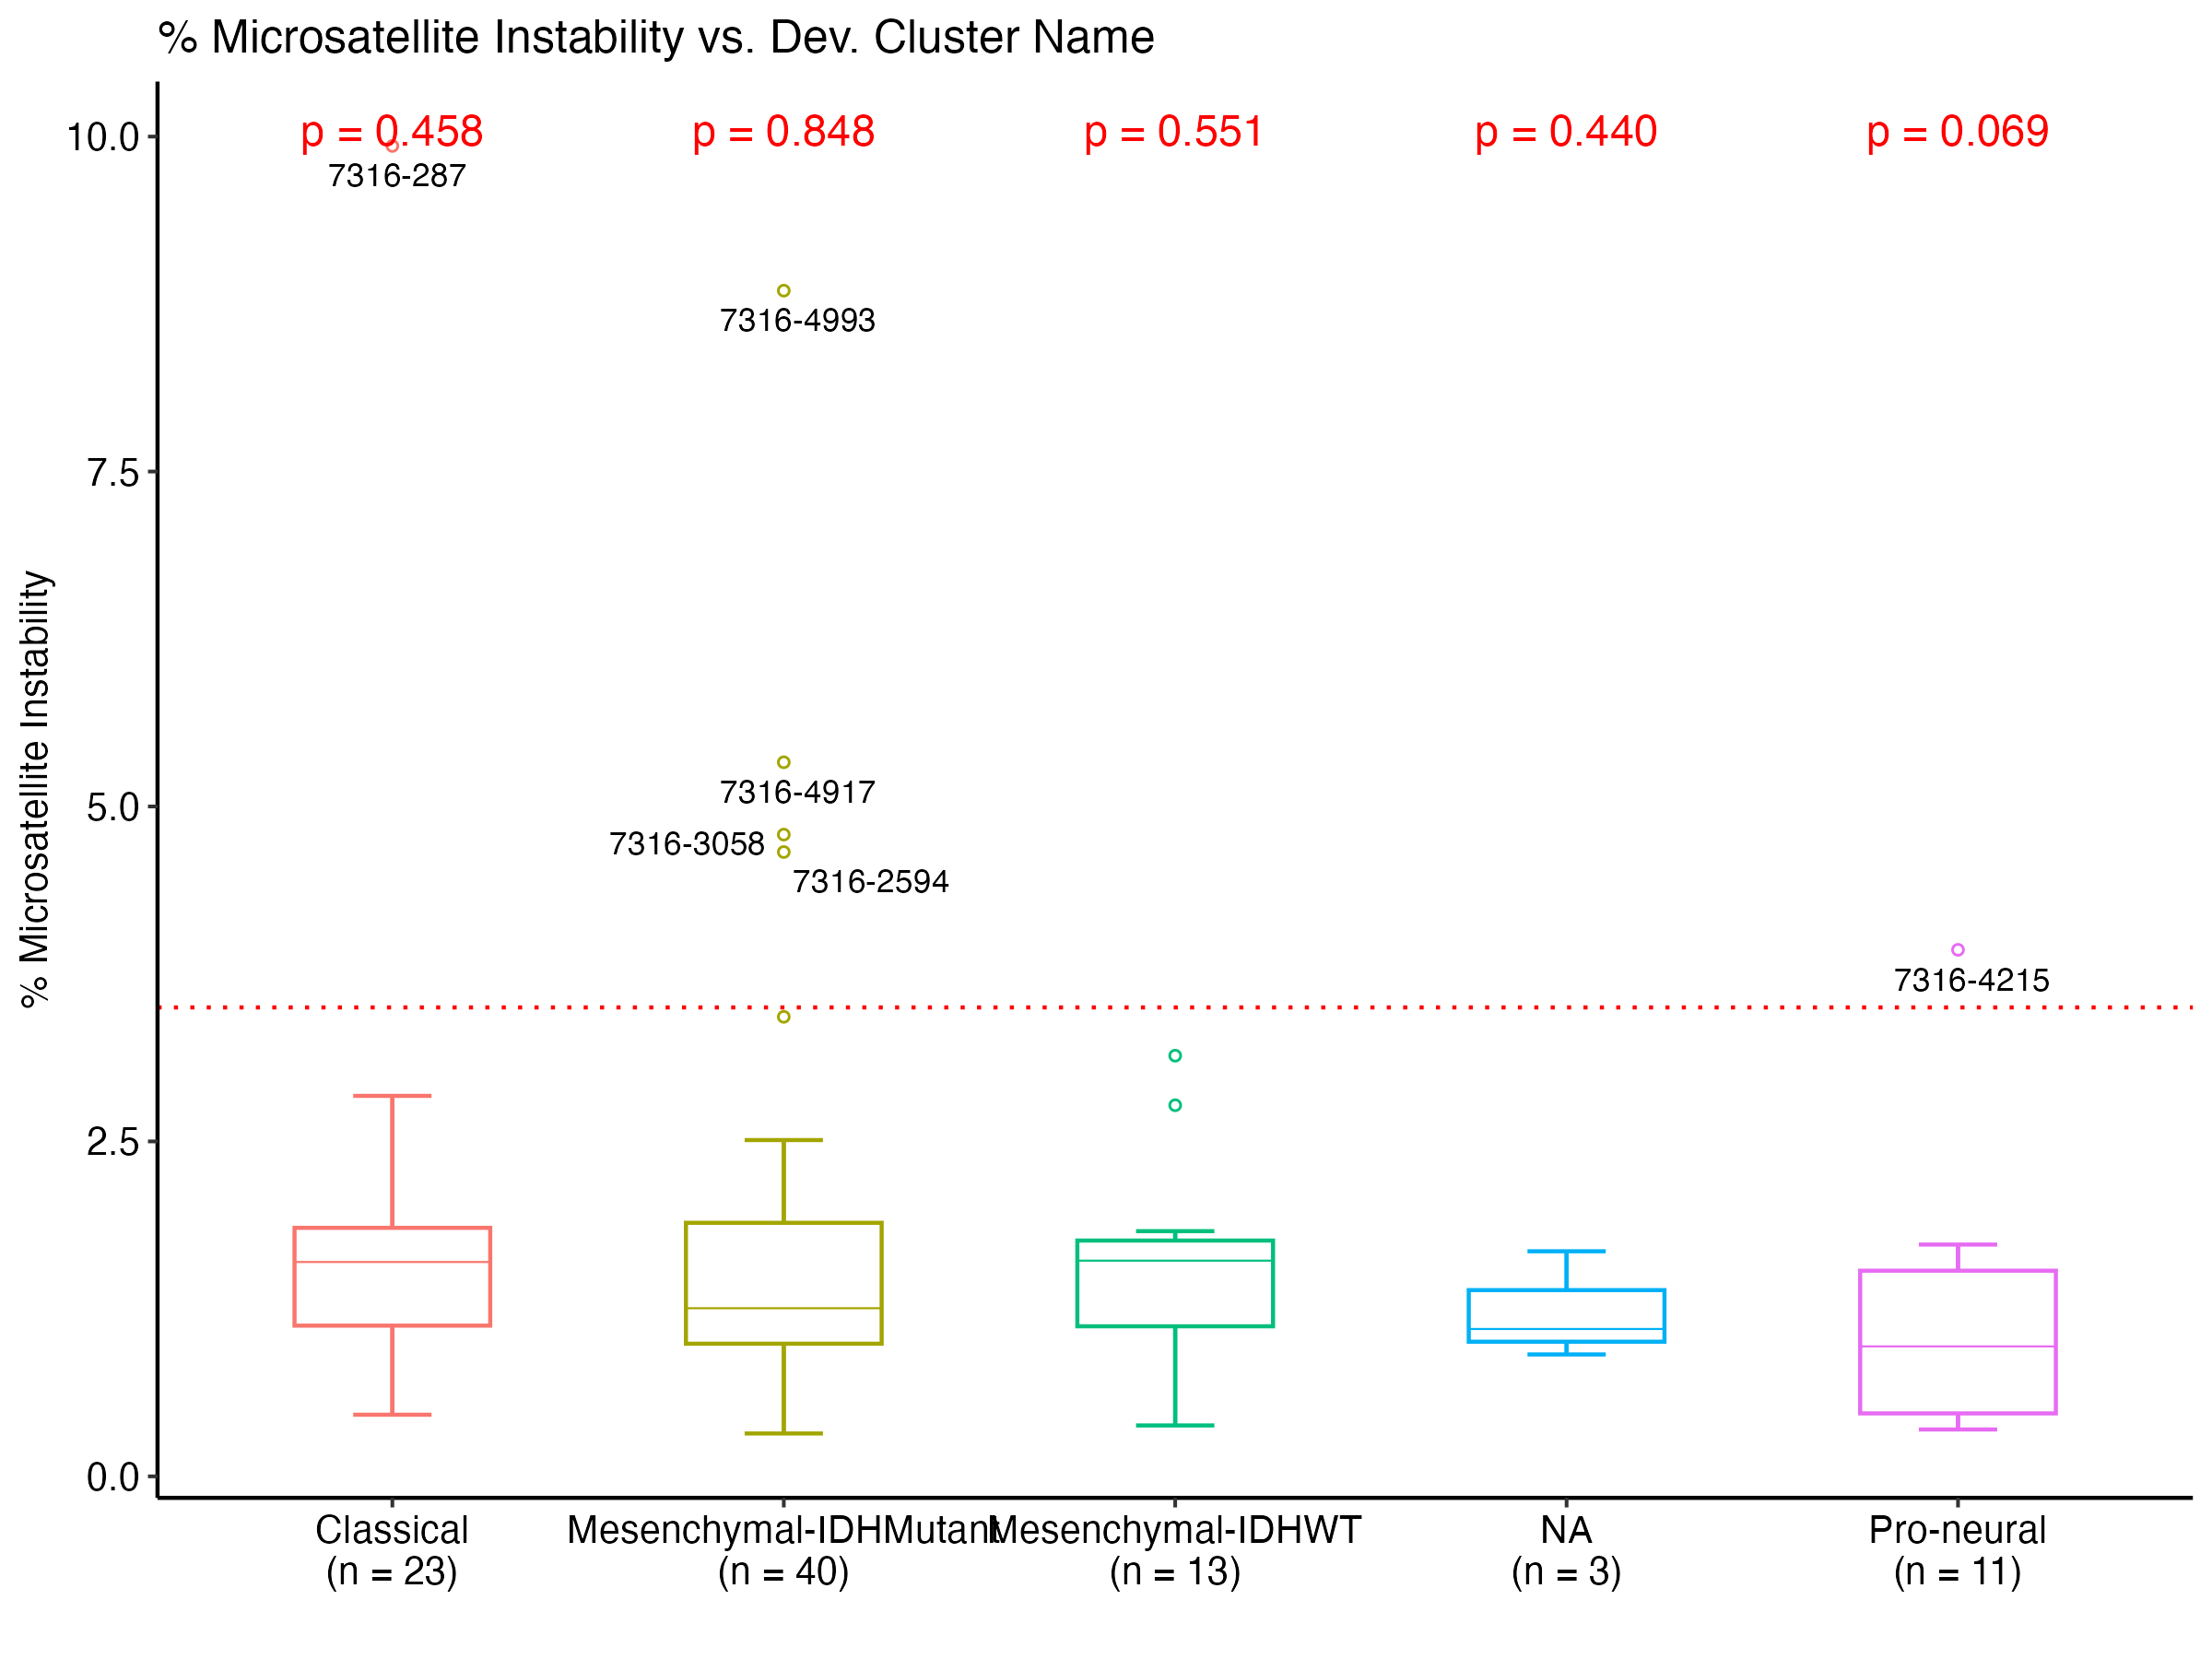 % Microsatellite Instability vs. Dev. Cluster Name
% Microsatellite Instability
10.0
7.5
5.0
2.5
0.0
p = 0.458
p = 0.848
p = 0.551
p = 0.440
p = 0.069
7316-287
7316-4993
7316-4917
7316-3058
7316-2594
7316-4215
Classical
(n = 23)
Mesenchymal-IDHMutant
(n = 40)
Mesenchymal-IDHWT
(n = 13)
NA
(n = 3)
Pro-neural
(n = 11)